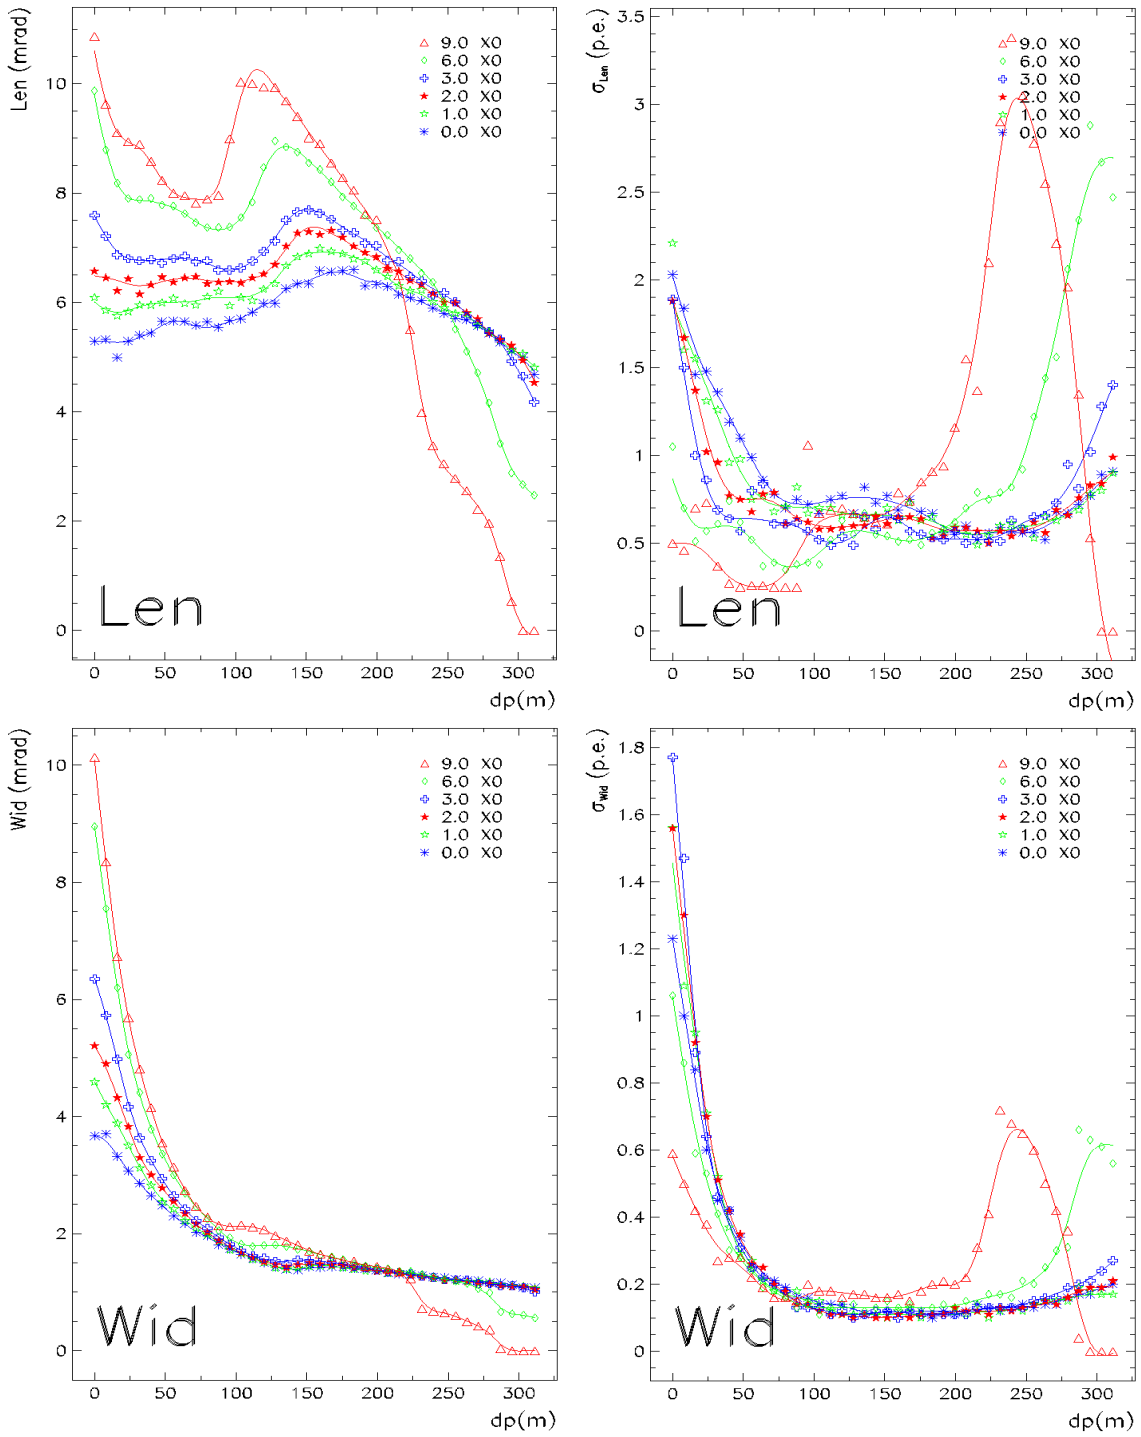 Len (mrad)
10
8
6
4
2
0
9.0 X0
6.0 X0
3.0 X0
2.0 X0
1.0 X0
0.0 X0
Len
0 50 100 150 200 250 300
dp(m)
σLen (p.e.)
3.5
3
2.5
2
1.5
1
0.5
0
9.0 X0
6.0 X0
3.0 X0
2.0 X0
1.0 X0
0.0 X0
Len
0 50 100 150 200 250 300
dp(m)
Wid (mrad)
10
8
6
4
2
0
9.0 X0
6.0 X0
3.0 X0
2.0 X0
1.0 X0
0.0 X0
Wid
0 50 100 150 200 250 300
dp(m)
σWid (p.e.)
1.8
1.6
1.4
1.2
1
0.8
0.6
0.4
0.2
0
9.0 X0
6.0 X0
3.0 X0
2.0 X0
1.0 X0
0.0 X0
Wid
0 50 100 150 200 250 300
dp(m)